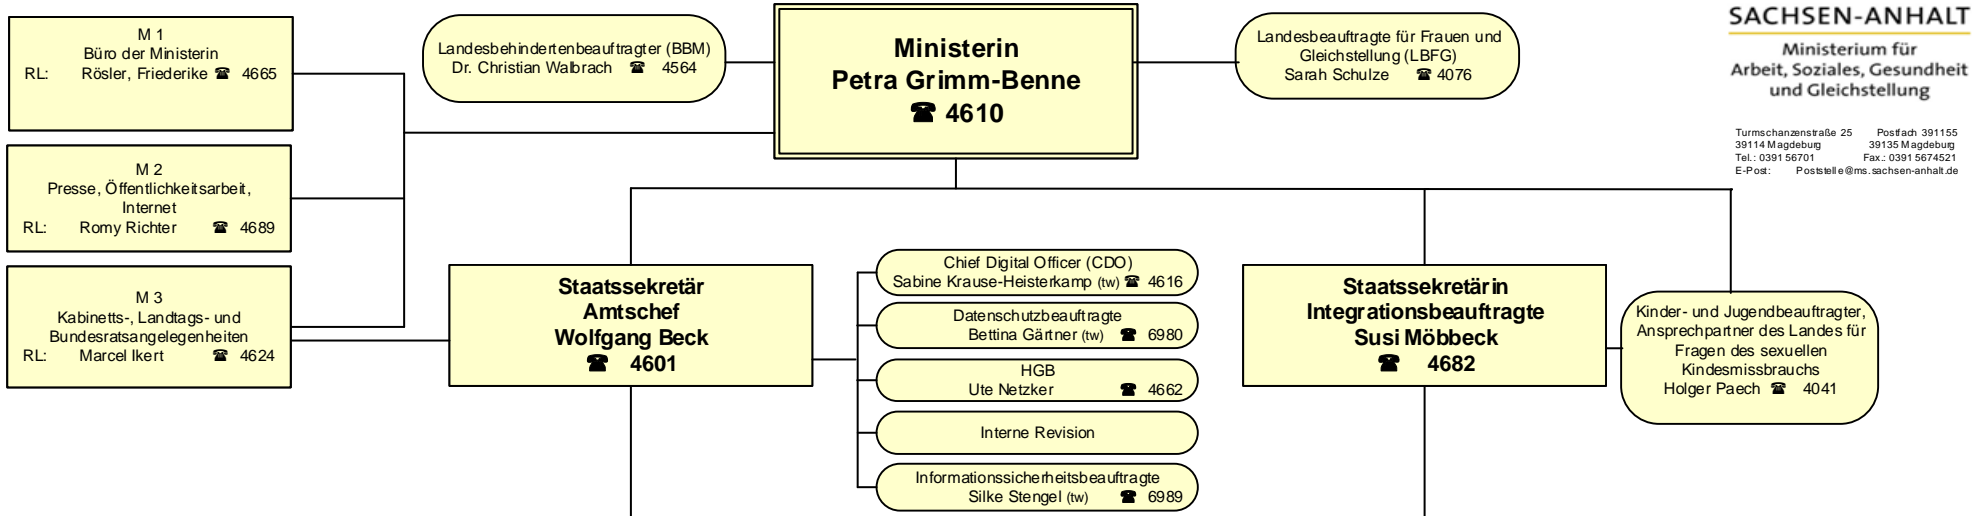 M 1
Büro der Ministerin
RL: Rösler, Friederike ☎ 4665
M 2
Presse, Öffentlichkeitsarbeit,
Internet
RL: Romy Richter ☎ 4689
M 3
Kabinetts-, Landtags- und
Bundesratsangelegenheiten
RL: Marcel Ikert ☎ 4624
Landesbehindertenbeauftragter (BBM)
Dr. Christian Walbrach ☎ 4564
Ministerin
Petra Grimm-Benne
☎ 4610
Landesbeauftragte für Frauen und
Gleichstellung (LBFG)
Sarah Schulze ☎ 4076
SACHSEN-ANHALT
Ministerium für
Arbeit, Soziales, Gesundheit
und Gleichstellung
Turmschanzenstraße 25 Postfach 391155
39114 Magdeburg 39135 Magdeburg
Tel.: 0391 56701 Fax.: 0391 5674521
E-Post: Poststelle@ms.sachsen-anhalt.de
Staatssekretär
Amtschef
Wolfgang Beck
☎ 4601
Chief Digital Officer (CDO)
Sabine Krause-Heisterkamp (tw) ☎ 4616
Datenschutzbeauftragte
Bettina Gärtner (tw) ☎ 6980
HGB
Ute Netzker ☎ 4662
Interne Revision
Informationssicherheitsbeauftragte
Silke Stengel (tw) ☎ 6989
Staatssekretärin
Integrationsbeauftragte
Susi Möbbeck
☎ 4682
Kinder- und Jugendbeauftragter,
Ansprechpartner des Landes für
Fragen des sexuellen
Kindesmissbrauchs
Holger Paech ☎ 4041